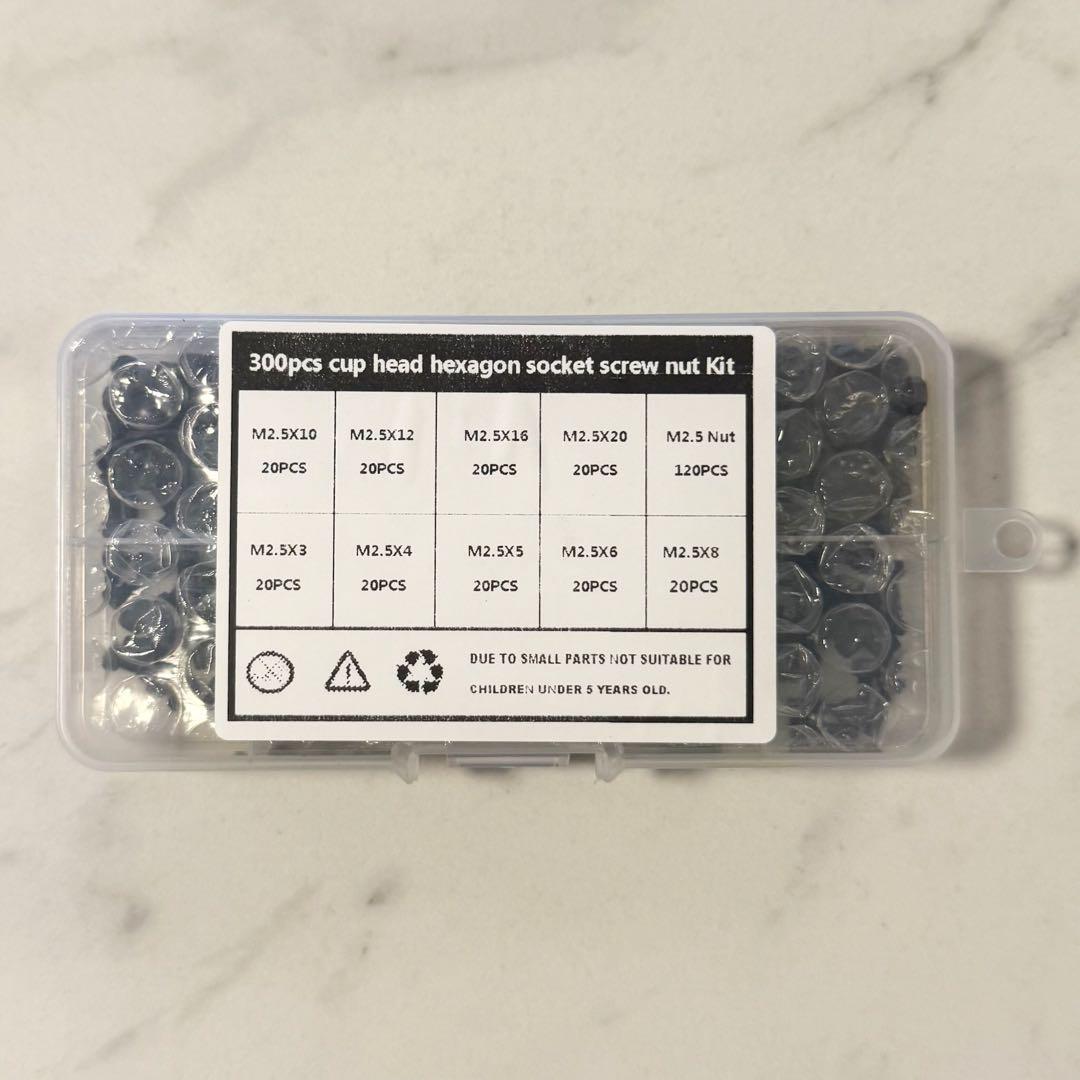 300pcs cup head hexagon socket screw nut Kit
M2.5X10 M2.5X12 M2.5X16 M2.5X20 M2.5 Nut
20PCS 20PCS 20PCS 20PCS 120PCS
M2.5X3 M2.5X4 M2.5X5 M2.5X6 M2.5X8
20PCS 20PCS 20PCS 20PCS 20PCS
DUE TO SMALL PARTS NOT SUITABLE FOR
CHILDREN UNDER 5 YEARS OLD.